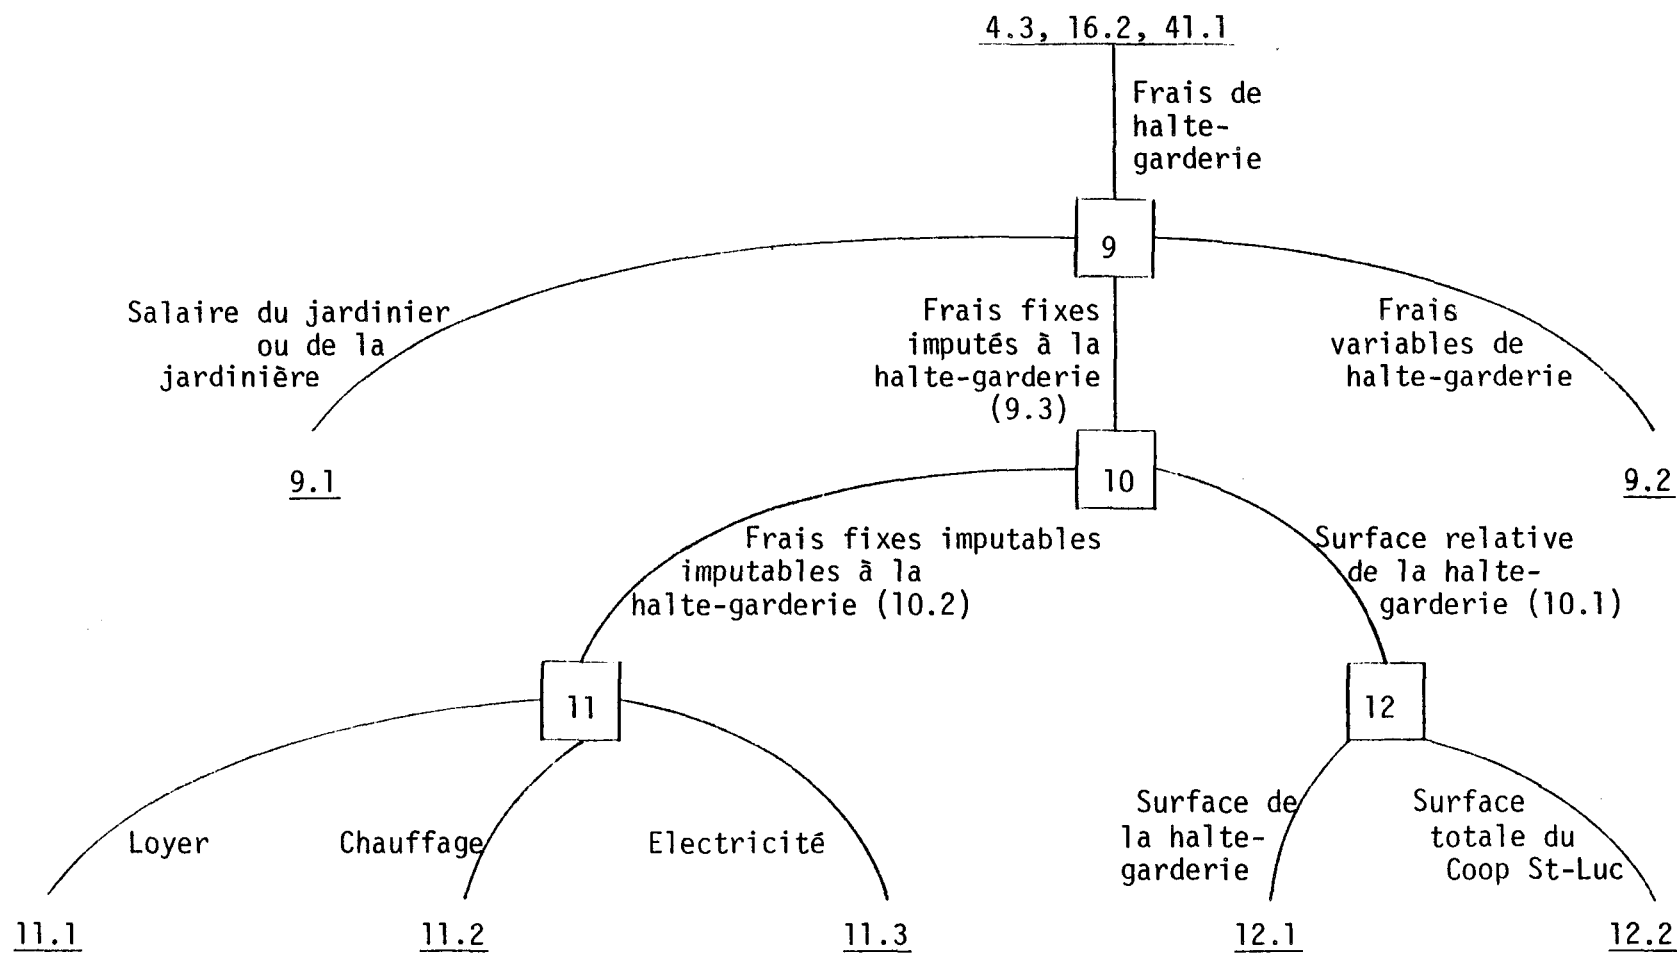 4.3, 16.2, 41.1
Frais de
halte-
garderie
9
Salaire du jardinier
ou de la
jardinière
Frais fixes
imputés à la
halte-garderie
(9.3)
Frais
variables de
halte-garderie
9.1
10
9.2
Frais fixes imputables
imputables à la
halte-garderie (10.2)
Surface relative
de la halte-
garderie (10.1)
11
12
Loyer
Chauffage
Electricité
Surface de
la halte-
garderie
Surface
totale du
Coop St-Luc
11.1
11.2
11.3
12.1
12.2